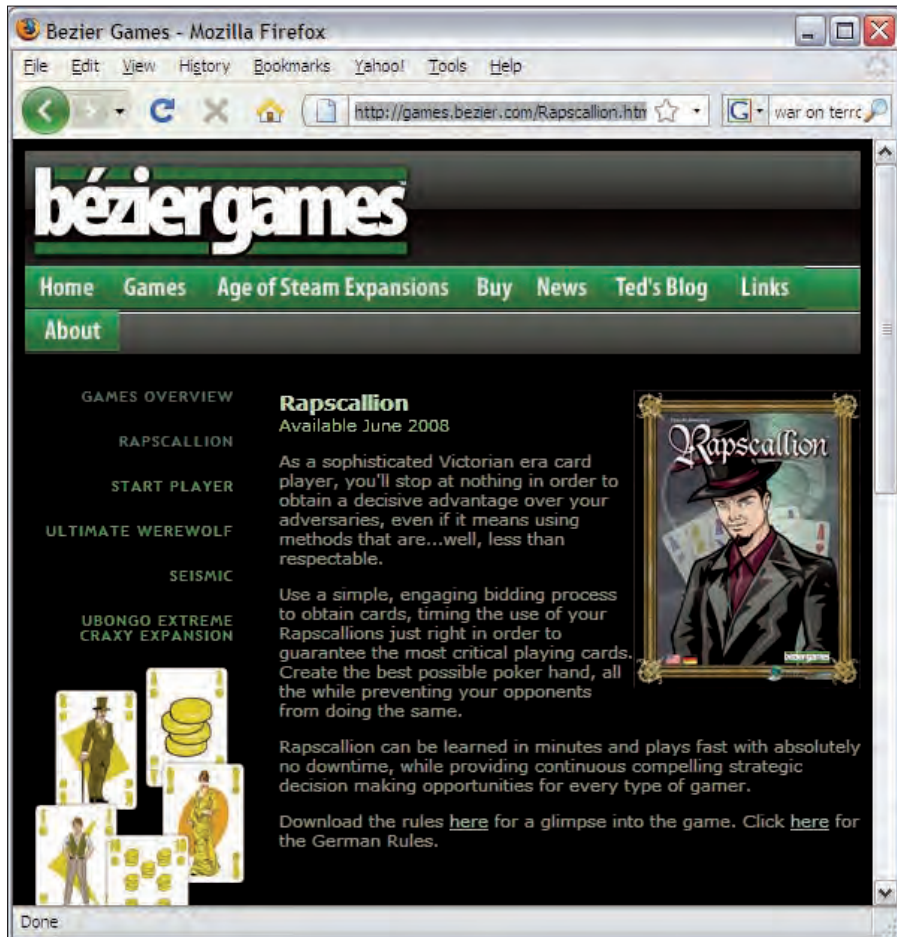 Bezier Games - Mozilla Firefox
File Edit View History Bookmarks Yahoo! Tools Help
http://games.bezier.com/Rapscallion.htm
G war on terrc
béziergames
Home Games Age of Steam Expansions Buy News Ted's Blog Links
About
GAMES OVERVIEW
RAPSCALLION
START PLAYER
ULTIMATE WEREWOLF
SEISMIC
UBONGO EXTREME
CRAXY EXPANSION
Rapscallion
Available June 2008
As a sophisticated Victorian era card
player, you'll stop at nothing in order to
obtain a decisive advantage over your
adversaries, even if it means using
methods that are...well, less than
respectable.
Use a simple, engaging bidding process
to obtain cards, timing the use of your
Rapscallions just right in order to
guarantee the most critical playing cards.
Create the best possible poker hand, all
the while preventing your opponents
from doing the same.
Rapscallion can be learned in minutes and plays fast with absolutely
no downtime, while providing continuous compelling strategic
decision making opportunities for every type of gamer.
Download the rules here for a glimpse into the game. Click here for
the German Rules.
Rapscallion
béziergames
Done